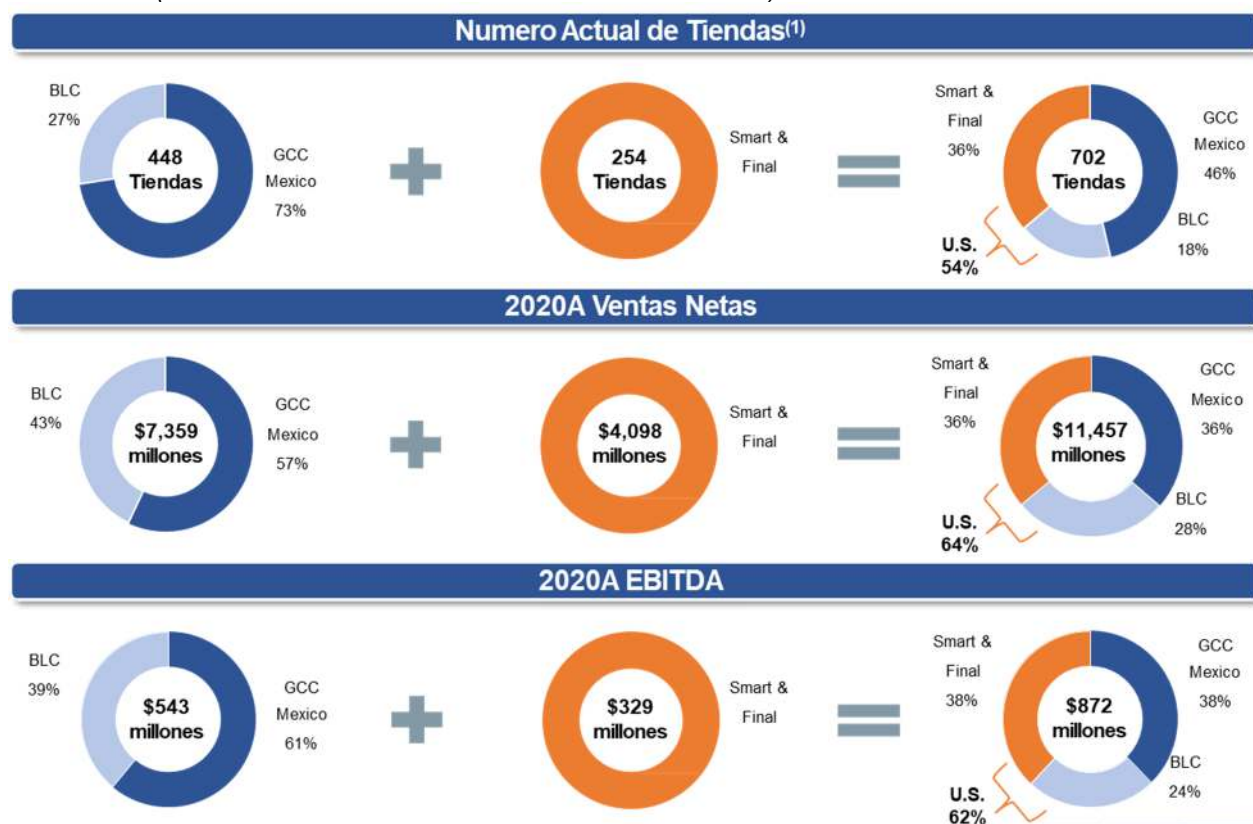 Numero Actual de Tiendas(1)
BLC
27%
448
Tiendas
GCC
Mexico
73%
254
Tiendas
Smart &
Final
Smart &
Final
36%
702
Tiendas
GCC
Mexico
46%
BLC
18%
U.S.
54%
2020A Ventas Netas
BLC
43%
$7,359
millones
GCC
Mexico
57%
$4,098
millones
Smart &
Final
Smart &
Final
36%
$11,457
millones
GCC
Mexico
36%
BLC
28%
U.S.
64%
2020A EBITDA
BLC
39%
$543
millones
GCC
Mexico
61%
$329
millones
Smart &
Final
Smart &
Final
38%
$872
millones
GCC
Mexico
38%
BLC
24%
U.S.
62%